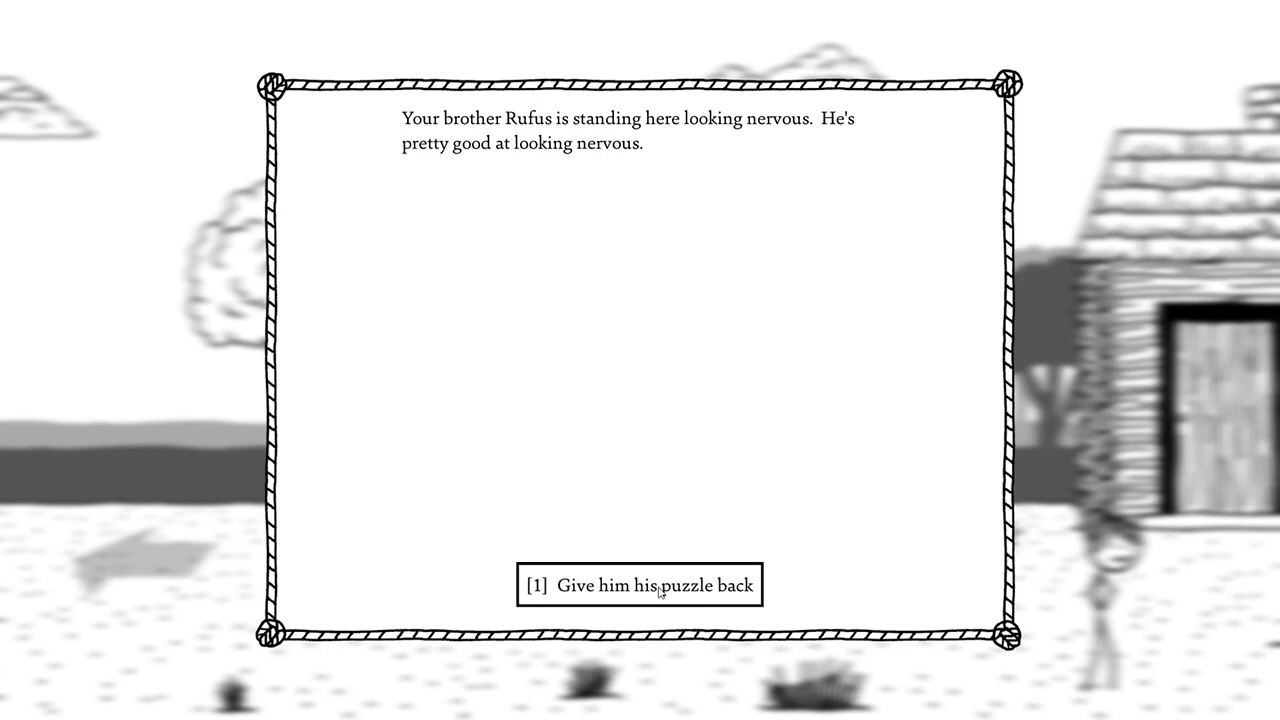 Your brother Rufus is standing here looking nervous.  He's
pretty good at looking nervous.
[1]  Give him his puzzle back